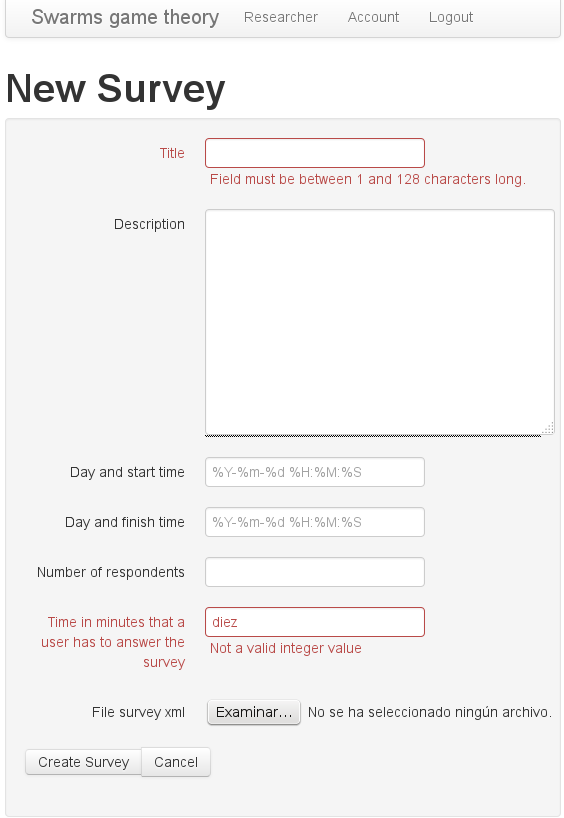 Swarms game theory Researcher Account Logout
New Survey
Title
Field must be between 1 and 128 characters long.
Description
Day and start time %Y-%m-%d %H:%M:%S
Day and finish time %Y-%m-%d %H:%M:%S
Number of respondents
Time in minutes that a diez
user has to answer the Not a valid integer value
survey
File survey xml Examinar... No se ha seleccionado ningún archivo.
Create Survey Cancel